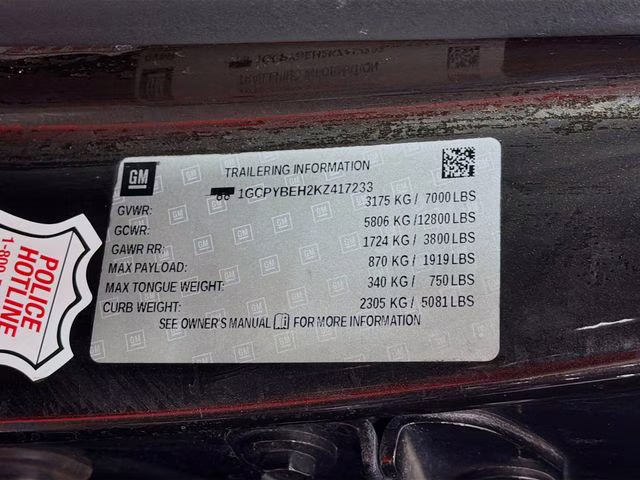 GM
TRAILERING INFORMATION
1GCPYBEH2KZ417233
GVWR: 3175 KG / 7000 LBS
GCWR: 5806 KG / 12800 LBS
GAWR RR: 1724 KG / 3800 LBS
MAX PAYLOAD: 870 KG / 1919 LBS
MAX TONGUE WEIGHT: 340 KG / 750 LBS
CURB WEIGHT: 2305 KG / 5081 LBS
SEE OWNER'S MANUAL FOR MORE INFORMATION
POLICE
HOTLINE
1-800